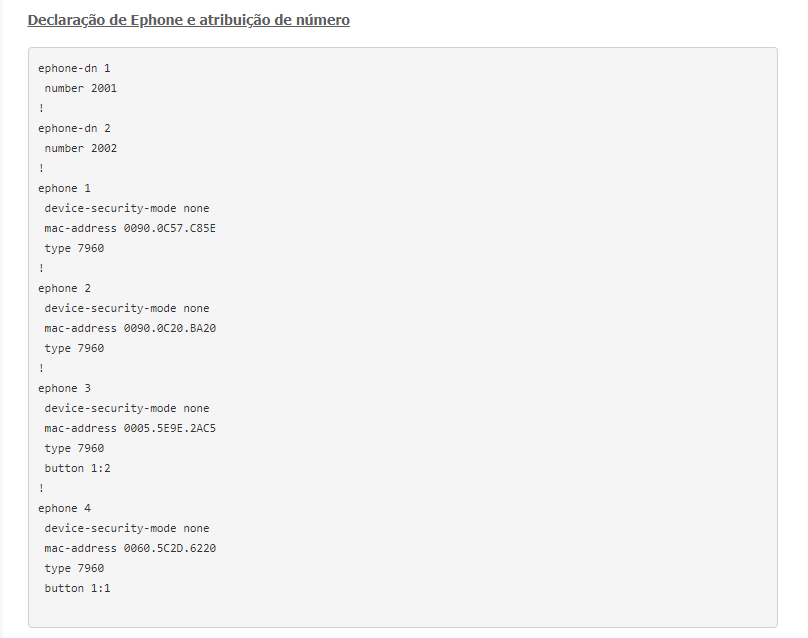 Declaração de Ephone e atribuição de número
ephone-dn 1
number 2001
!
ephone-dn 2
number 2002
!
ephone 1
device-security-mode none
mac-address 0090.0C57.C85E
type 7960
!
ephone 2
device-security-mode none
mac-address 0090.0C20.BA20
type 7960
!
ephone 3
device-security-mode none
mac-address 0005.5E9E.2AC5
type 7960
button 1:2
!
ephone 4
device-security-mode none
mac-address 0060.5C2D.6220
type 7960
button 1:1